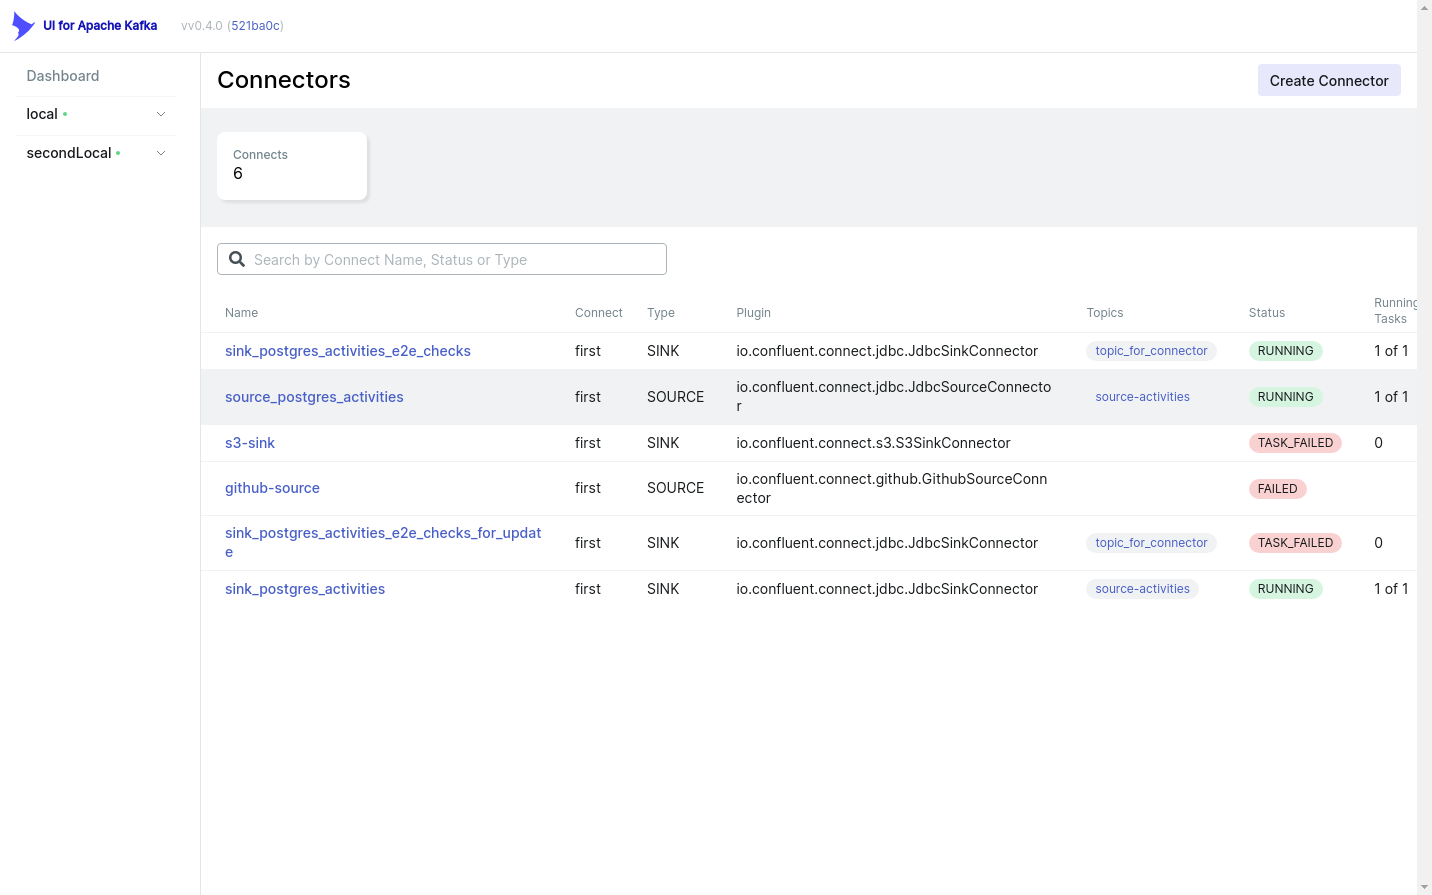 UI for Apache Kafka vv0.4.0 (521ba0c)
Dashboard
local
secondLocal
Connectors
Create Connector
Connects
6
Search by Connect Name, Status or Type
Name Connect Type Plugin Topics Status Running
Tasks
sink_postgres_activities_e2e_checks first SINK io.confluent.connect.jdbc.JdbcSinkConnector topic_for_connector RUNNING 1 of 1
source_postgres_activities first SOURCE io.confluent.connect.jdbc.JdbcSourceConnecto source-activities RUNNING 1 of 1
r
s3-sink first SINK io.confluent.connect.s3.S3SinkConnector TASK_FAILED 0
github-source first SOURCE io.confluent.connect.github.GithubSourceConn FAILED
ector
sink_postgres_activities_e2e_checks_for_updat first SINK io.confluent.connect.jdbc.JdbcSinkConnector topic_for_connector TASK_FAILED 0
e
sink_postgres_activities first SINK io.confluent.connect.jdbc.JdbcSinkConnector source-activities RUNNING 1 of 1